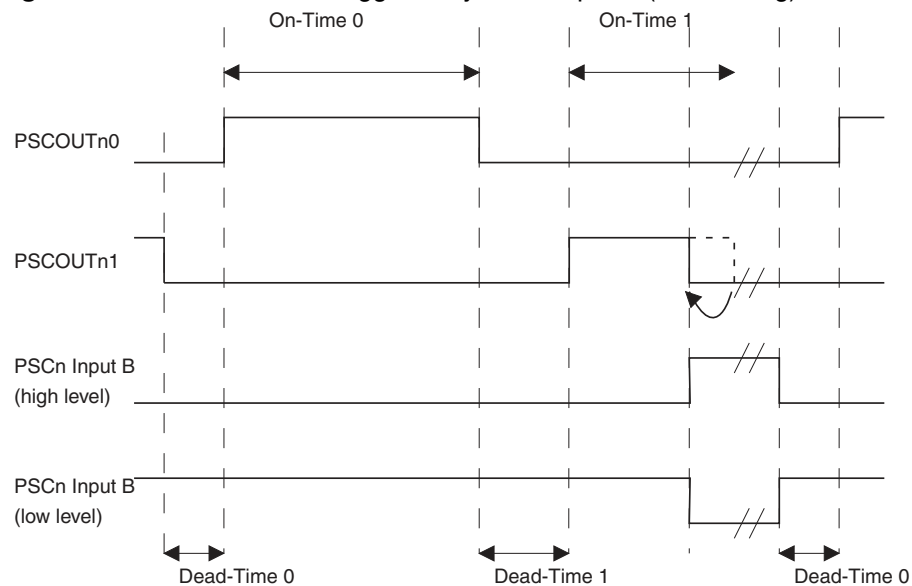 On-Time 0
On-Time 1
PSCOUTn0
PSCOUTn1
PSCn Input B
(high level)
PSCn Input B
(low level)
Dead-Time 0
Dead-Time 1
Dead-Time 0